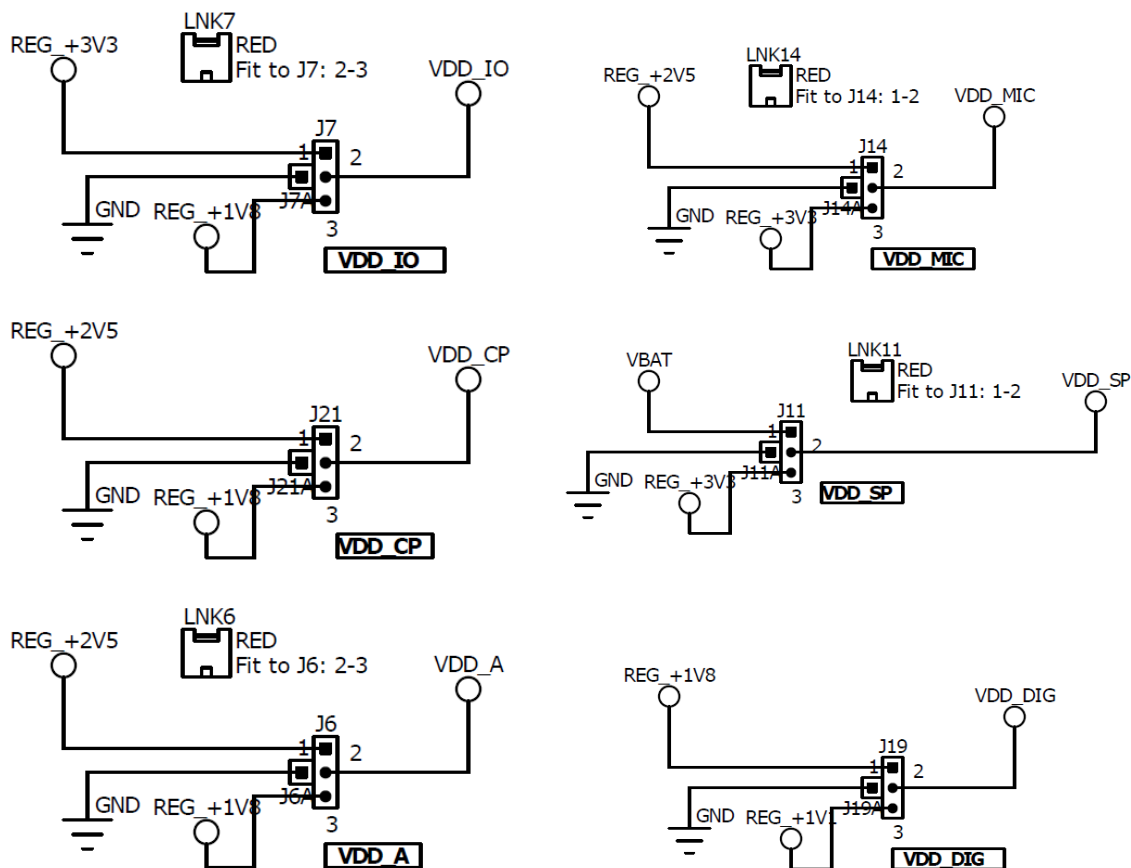 LNK7
REG_+3V3
RED
Fit to J7: 2-3
VDD_IO
J7
1
2
J7A
GND
REG_+1V8
3
VDD_IO
LNK14
REG_+2V5
RED
Fit to J14: 1-2
VDD_MIC
J14
1
2
J14A
GND
REG_+3V3
3
VDD_MIC
REG_+2V5
VDD_CP
J21
1
2
J21A
GND
REG_+1V8
3
VDD_CP
VBAT
LNK11
RED
Fit to J11: 1-2
VDD_SP
J11
1
2
J11A
GND
REG_+3V3
3
VDD_SP
LNK6
REG_+2V5
RED
Fit to J6: 2-3
VDD_A
J6
1
2
J6A
GND
REG_+1V8
3
VDD_A
REG_+1V8
VDD_DIG
J19
1
2
J19A
GND
REG_+1V1
3
VDD_DIG